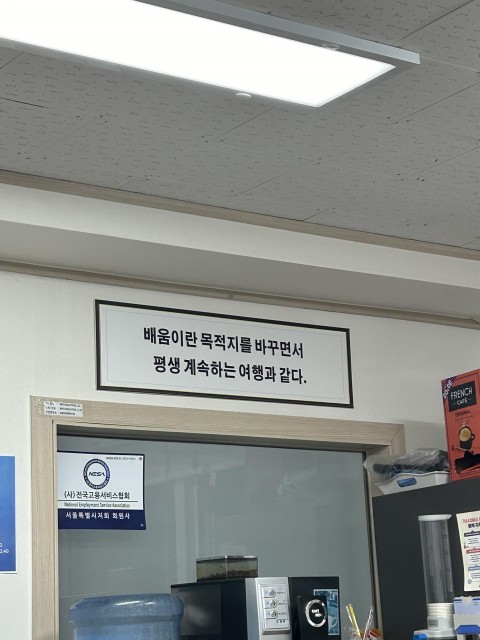 배움이란 목적지를 바꾸면서
평생 계속하는 여행과 같다.
NESA
(사)전국고용서비스협회
National Employment Service Association
서울특별시지회 회원사
FRENCH
CAFE